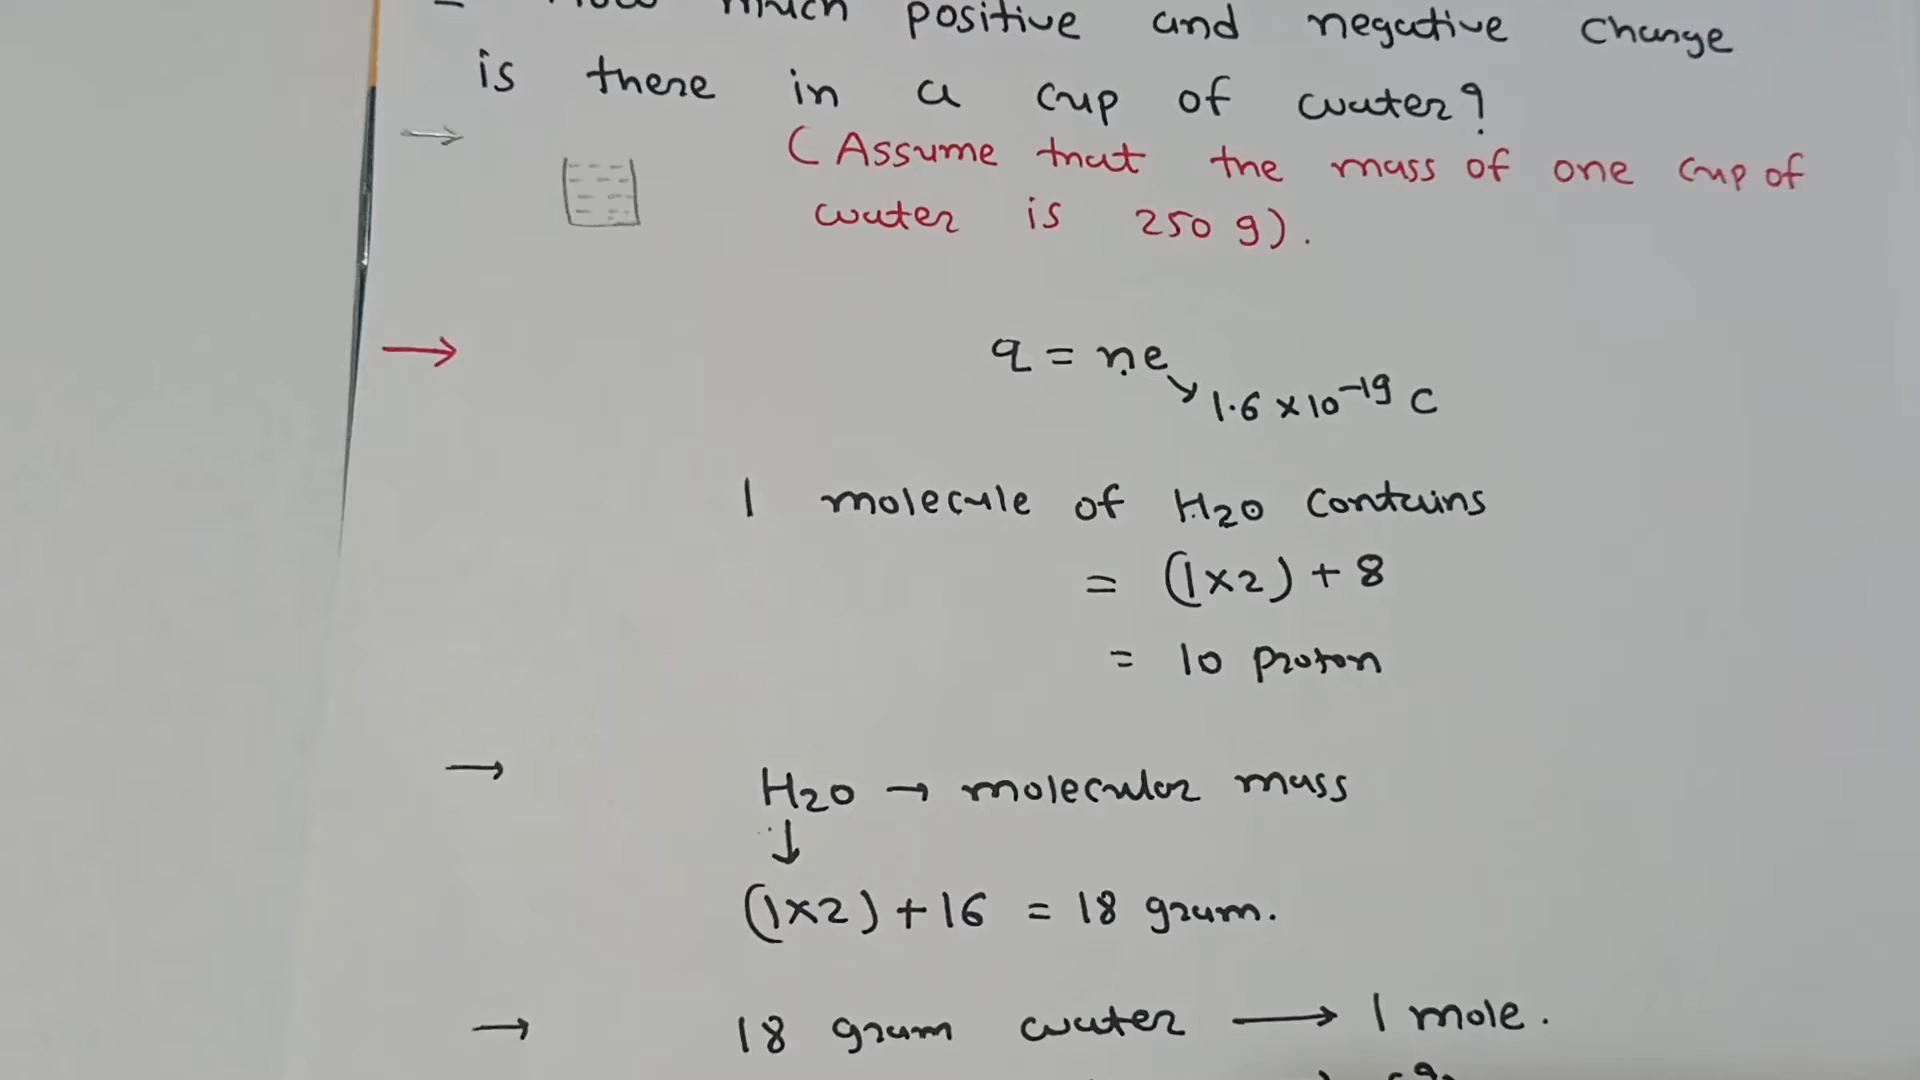 How much positive and negative charge
is there in a cup of water?
(Assume that the mass of one cup of
water is 250 g).
→ q = ne
→ 1.6 × 10⁻¹⁹ C
1 molecule of H2O contains
= (1×2) + 8
= 10 proton
→ H2O → molecular mass
↓
(1×2) + 16 = 18 gram.
→ 18 gram water → 1 mole.